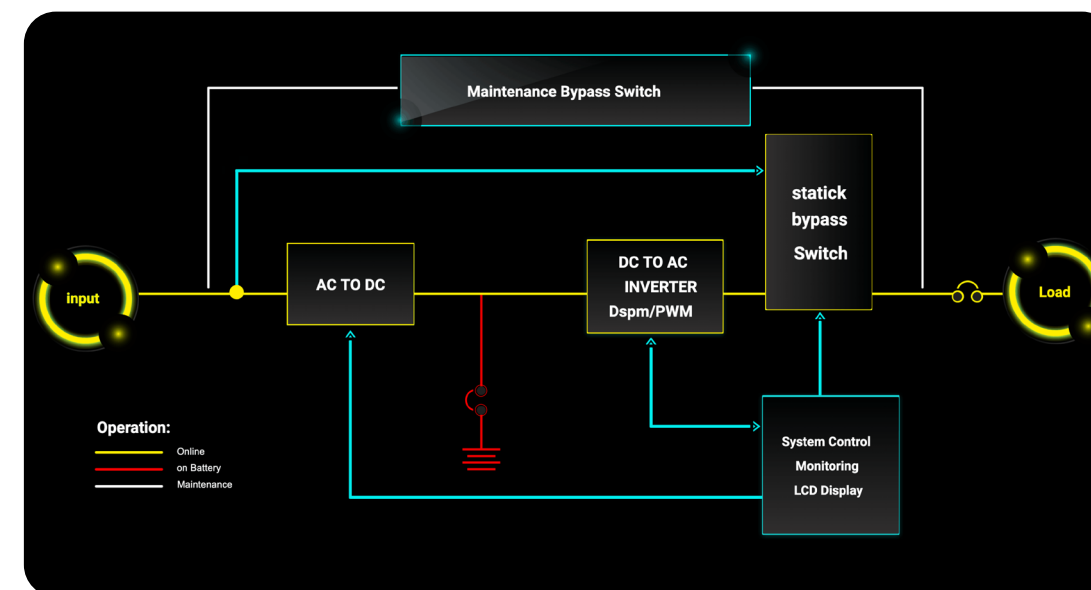 Maintenance Bypass Switch
statick
bypass
Switch
input
AC TO DC
DC TO AC
INVERTER
Dspm/PWM
Load
Operation:
Online
on Battery
Maintenance
System Control
Monitoring
LCD Display